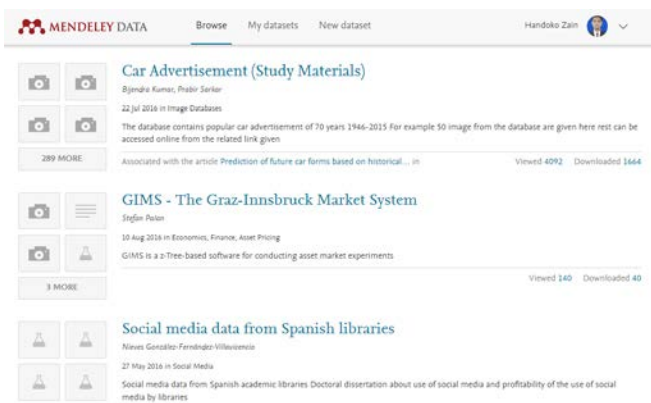 MENDELEY DATA
Browse My datasets New dataset
Handoko Zain
Car Advertisement (Study Materials)
Bijendra Kumar, Prabir Sarkar
22 Jul 2016 in Image Databases
The database contains popular car advertisement of 70 years 1946-2015 For example 50 image from the database are given here rest can be
accessed online from the related link given
289 MORE
Associated with the article Prediction of future car forms based on historical... in
Viewed 4092 Downloaded 1664
GIMS - The Graz-Innsbruck Market System
Stefan Palan
10 Aug 2016 in Economics, Finance, Asset Pricing
GIMS is a z-Tree-based software for conducting asset market experiments
3 MORE
Viewed 140 Downloaded 40
Social media data from Spanish libraries
Nieves González-Fernández-Villavicencio
27 May 2016 in Social Media
Social media data from Spanish academic libraries Doctoral dissertation about use of social media and profitability of the use of social
media by libraries